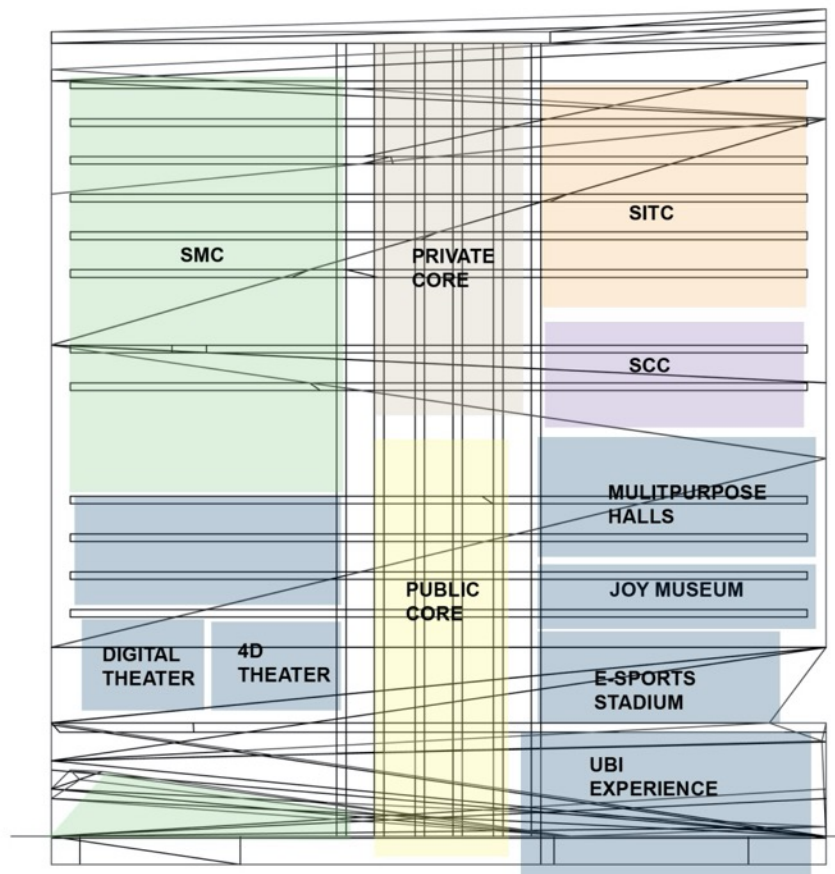 SITC
SMC
PRIVATE
CORE
SCC
MULITPURPOSE
HALLS
PUBLIC
CORE
JOY MUSEUM
DIGITAL
THEATER
4D
THEATER
E-SPORTS
STADIUM
UBI
EXPERIENCE